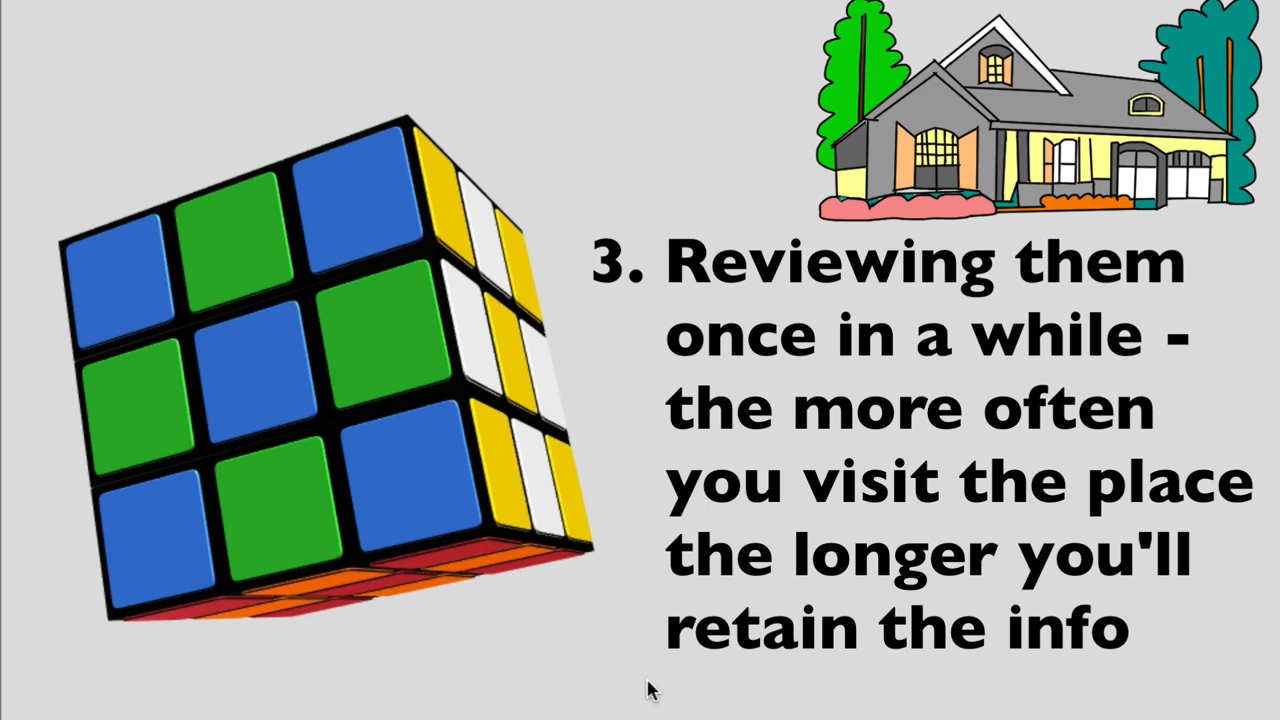 3. Reviewing them
once in a while -
the more often
you visit the place
the longer you'll
retain the info